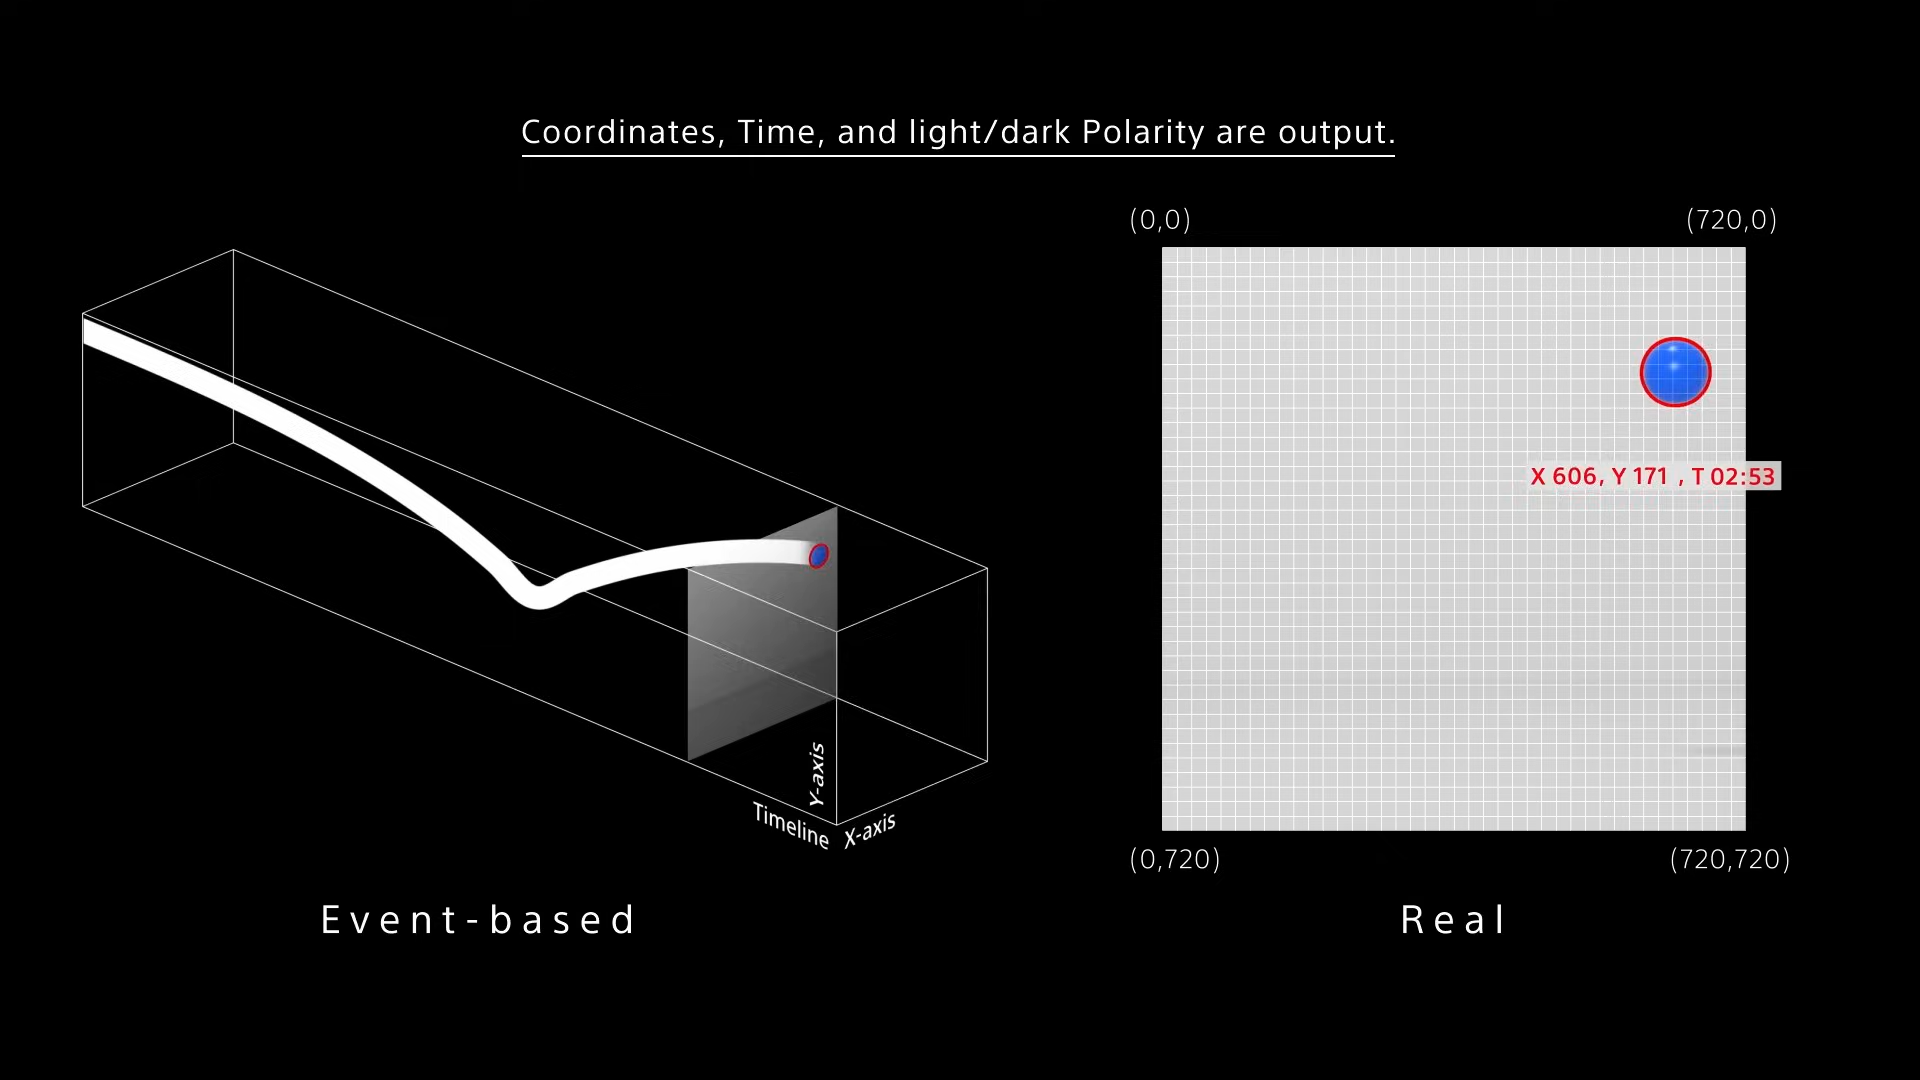 Coordinates, Time, and light/dark Polarity are output.
(0,0)
(720,0)
X 606, Y 171 , T 02:53
Y-axis
Timeline
X-axis
(0,720)
(720,720)
Event-based
Real